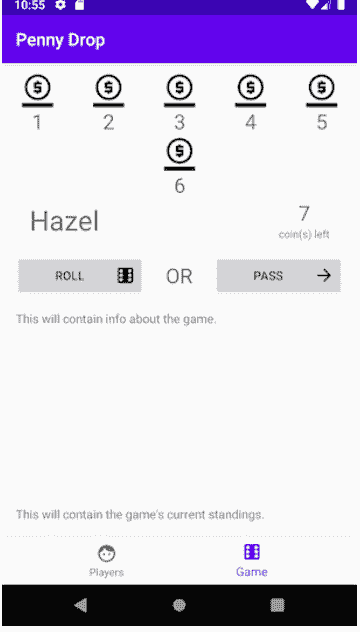 10:55
Penny Drop
1 2 3 4 5
6
Hazel
7
coin(s) left
ROLL OR PASS
This will contain info about the game.
This will contain the game's current standings.
Players Game